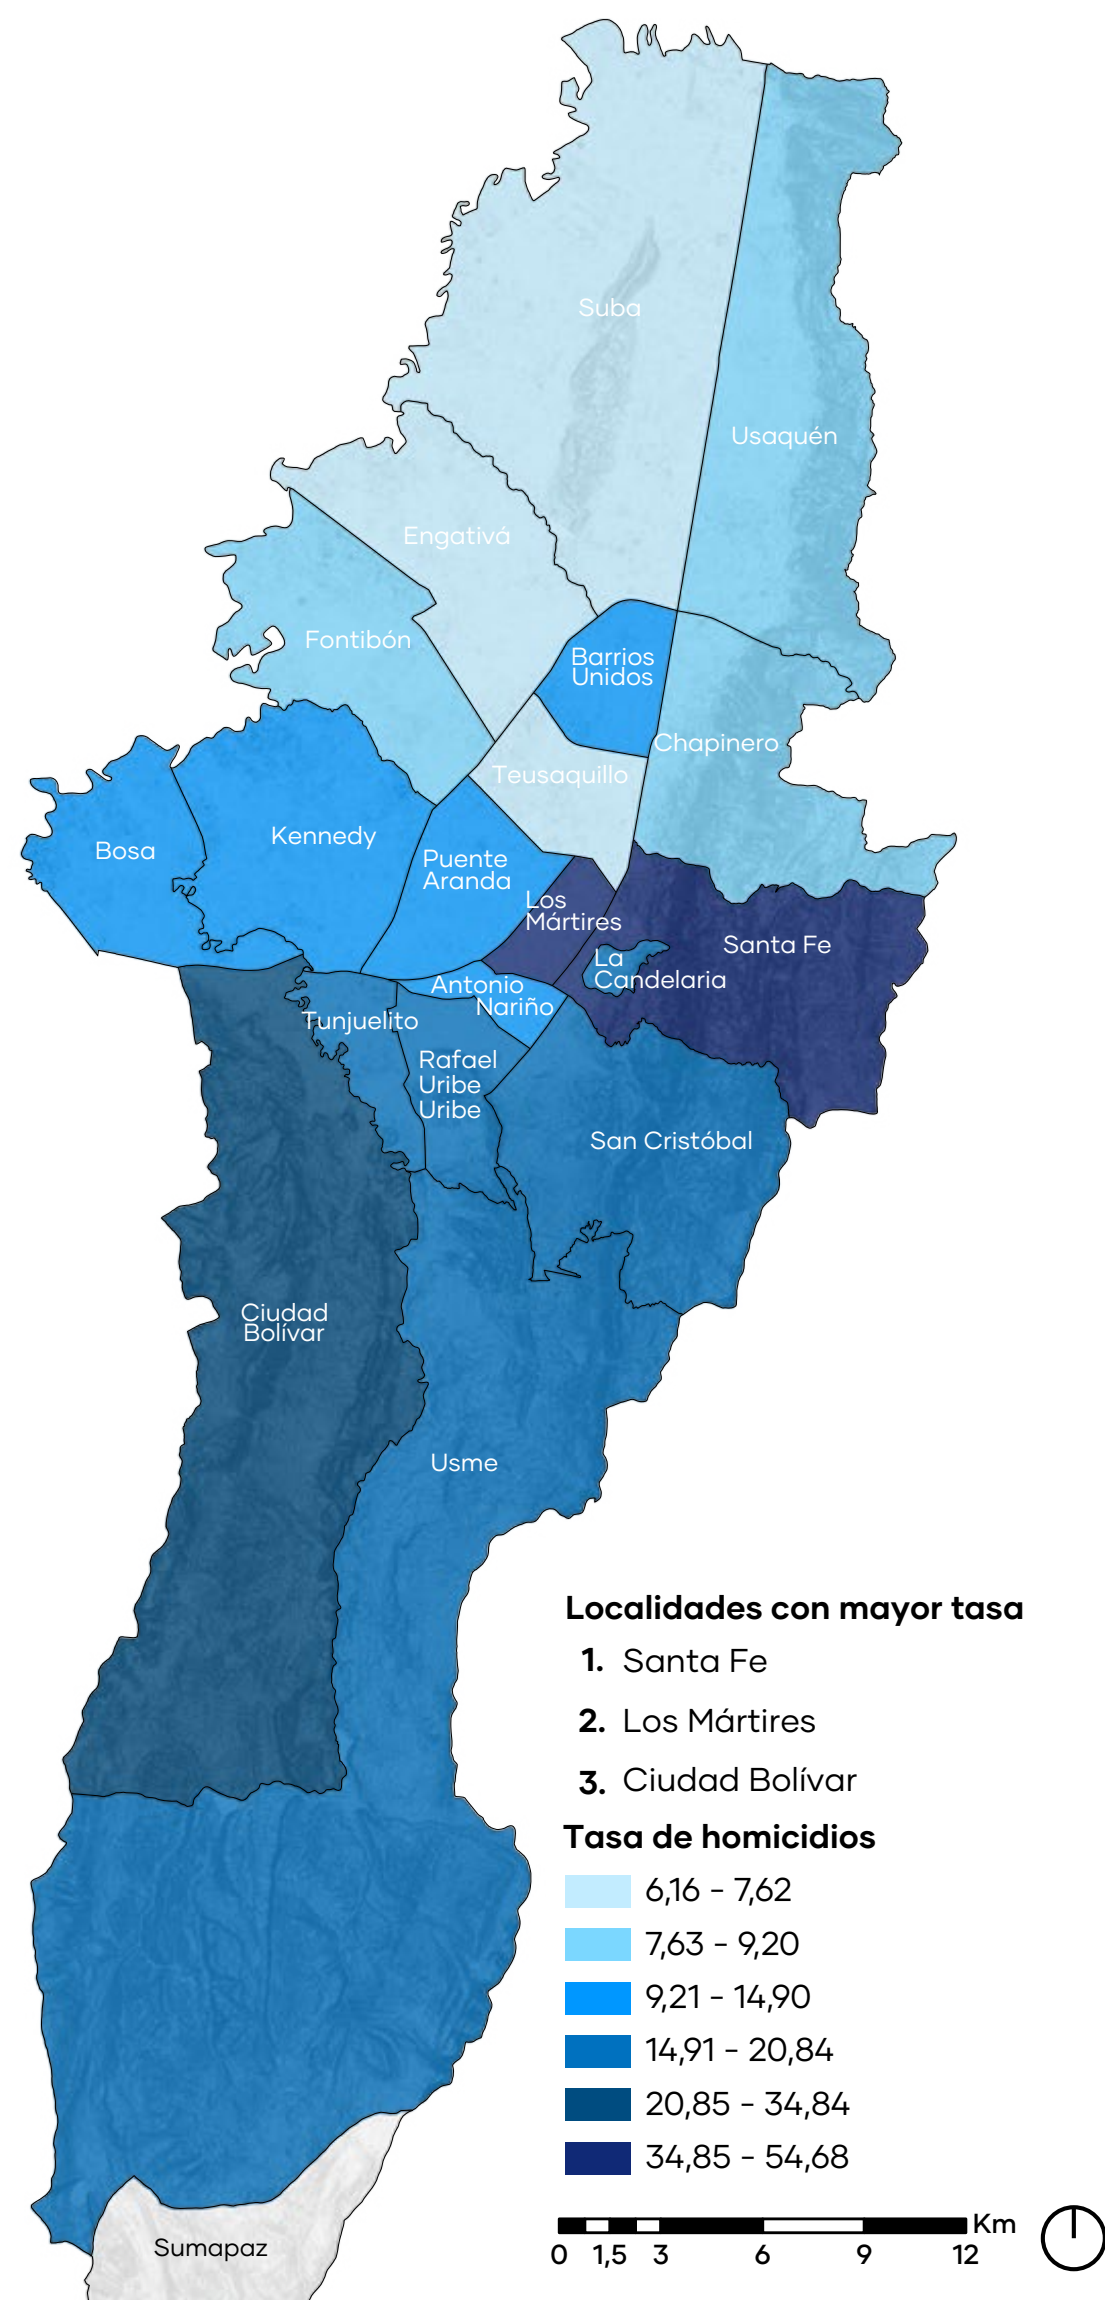 Suba
Usaquén
Engativá
Fontibón
Barrios
Unidos
Chapinero
Teusaquillo
Kennedy
Bosa
Puente
Aranda
Los
Mártires
Santa Fe
La
Candelaria
Antonio
Nariño
Tunjuelito
Rafael
Uribe
Uribe
San Cristóbal
Ciudad
Bolívar
Usme
Localidades con mayor tasa
1. Santa Fe
2. Los Mártires
3. Ciudad Bolívar
Tasa de homicidios
6,16 - 7,62
7,63 - 9,20
9,21 - 14,90
14,91 - 20,84
20,85 - 34,84
34,85 - 54,68
Km
0 1,5 3 6 9 12
Sumapaz